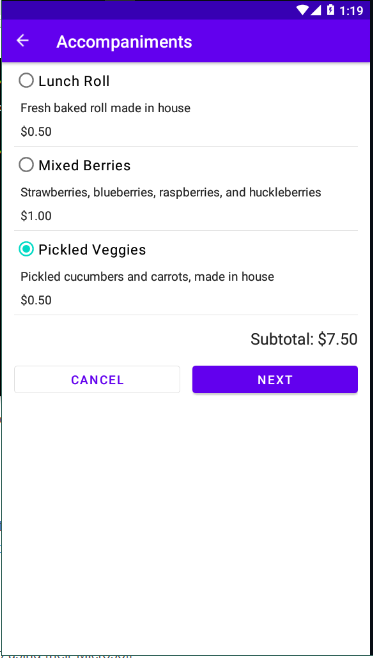 1:19
Accompaniments
Lunch Roll
Fresh baked roll made in house
$0.50
Mixed Berries
Strawberries, blueberries, raspberries, and huckleberries
$1.00
Pickled Veggies
Pickled cucumbers and carrots, made in house
$0.50
Subtotal: $7.50
CANCEL NEXT